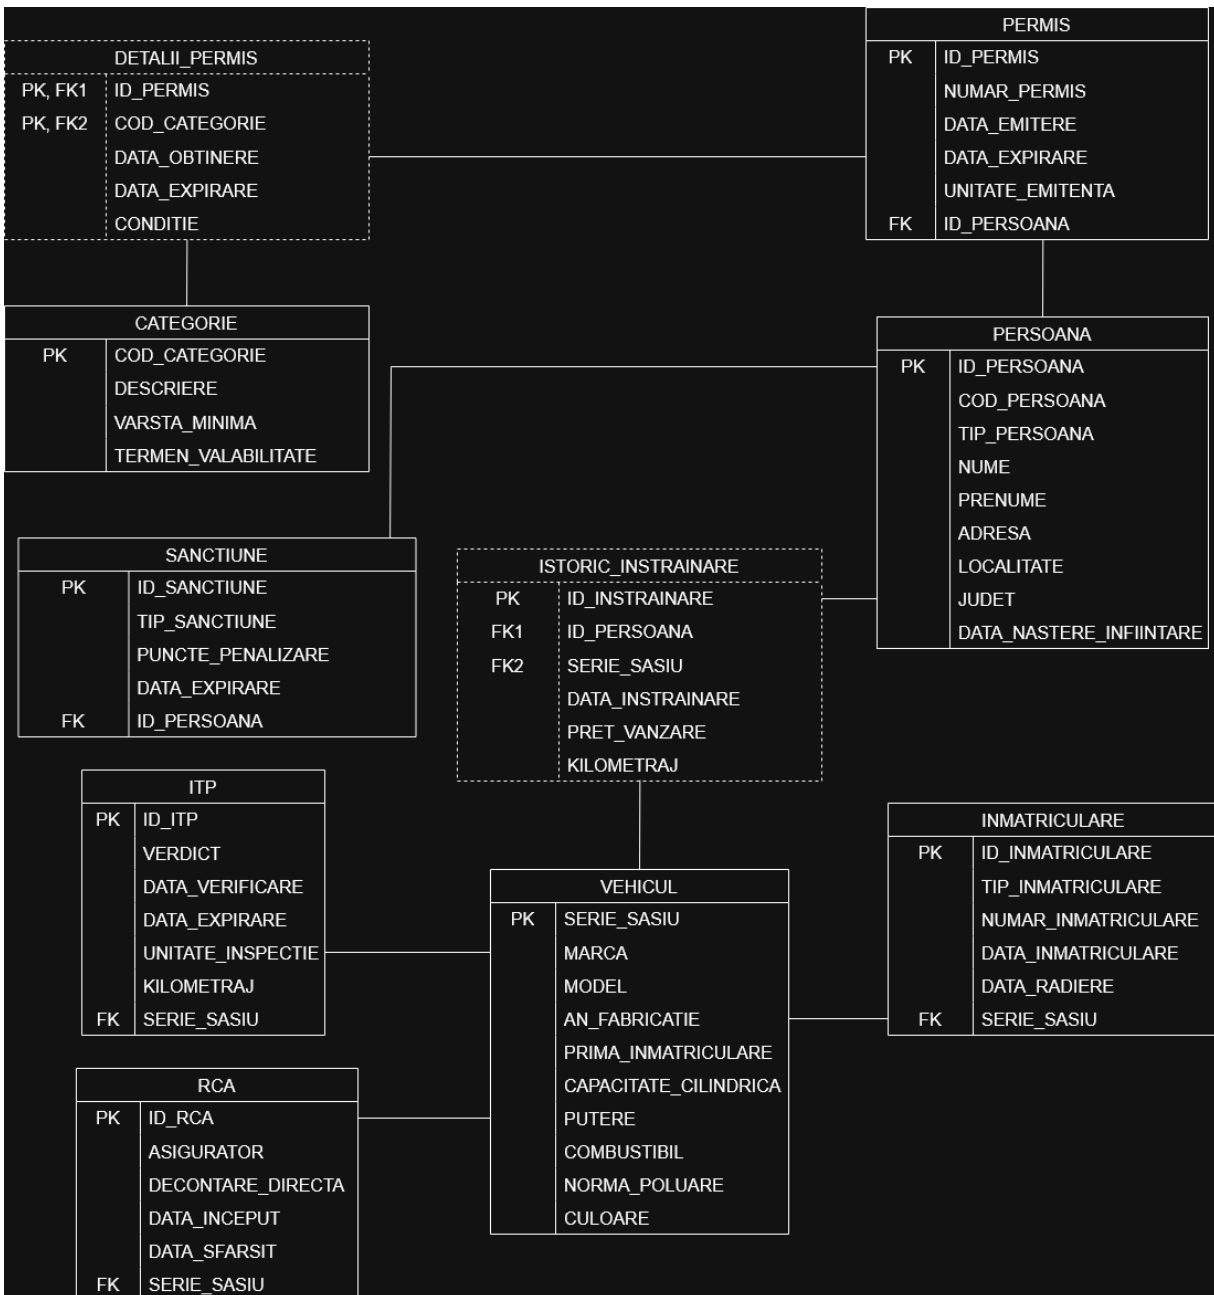 DETALII_PERMIS
PK, FK1 ID_PERMIS
PK, FK2 COD_CATEGORIE
DATA_OBTINERE
DATA_EXPIRARE
CONDITIE
PERMIS
PK ID_PERMIS
NUMAR_PERMIS
DATA_EMITERE
DATA_EXPIRARE
UNITATE_EMITENTA
FK ID_PERSOANA
CATEGORIE
PK COD_CATEGORIE
DESCRIERE
VARSTA_MINIMA
TERMEN_VALABILITATE
PERSOANA
PK ID_PERSOANA
COD_PERSOANA
TIP_PERSOANA
NUME
PRENUME
ADRESA
LOCALITATE
JUDET
DATA_NASTERE_INFIINTARE
SANCTIUNE
PK ID_SANCTIUNE
TIP_SANCTIUNE
PUNCTE_PENALIZARE
DATA_EXPIRARE
FK ID_PERSOANA
ISTORIC_INSTRAINARE
PK ID_INSTRAINARE
FK1 ID_PERSOANA
FK2 SERIE_SASIU
DATA_INSTRAINARE
PRET_VANZARE
KILOMETRAJ
ITP
PK ID_ITP
VERDICT
DATA_VERIFICARE
DATA_EXPIRARE
UNITATE_INSPECTIE
KILOMETRAJ
FK SERIE_SASIU
INMATRICULARE
PK ID_INMATRICULARE
TIP_INMATRICULARE
NUMAR_INMATRICULARE
DATA_INMATRICULARE
DATA_RADIERE
FK SERIE_SASIU
VEHICUL
PK SERIE_SASIU
MARCA
MODEL
AN_FABRICATIE
PRIMA_INMATRICULARE
CAPACITATE_CILINDRICA
PUTERE
COMBUSTIBIL
NORMA_POLUARE
CULOARE
RCA
PK ID_RCA
ASIGURATOR
DECONTARE_DIRECTA
DATA_INCEPUT
DATA_SFARSIT
FK SERIE_SASIU